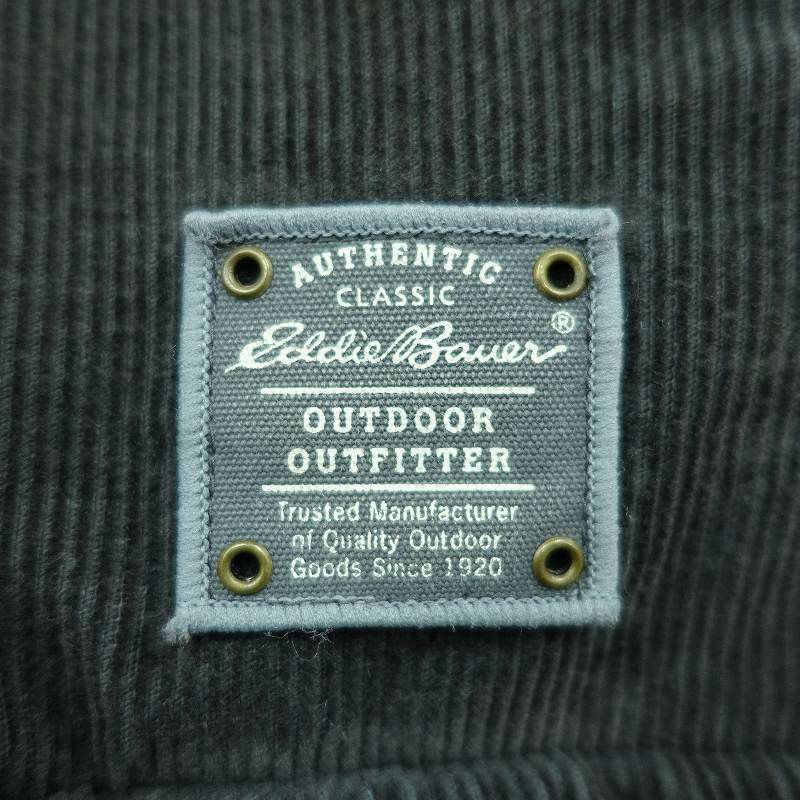 AUTHENTIC
CLASSIC
Eddie Bauer®
OUTDOOR
OUTFITTER
Trusted Manufacturer
of Quality Outdoor
Goods Since 1920